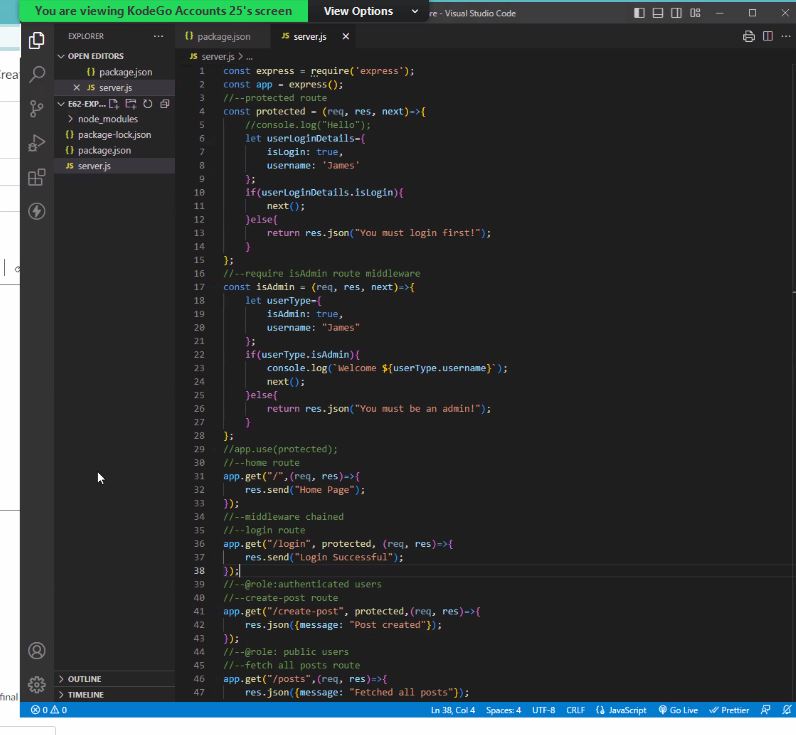 You are viewing KodeGo Accounts 25's screen
View Options
re - Visual Studio Code
EXPLORER
{} package.json
JS server.js
JS server.js > ...
OPEN EDITORS
{} package.json
JS server.js
E62-EXP...
node_modules
{} package-lock.json
{} package.json
JS server.js
1 const express = require('express');
2 const app = express();
3 //--protected route
4 const protected = (req, res, next)=>{
5 //console.log("Hello");
6 let userLoginDetails={
7 isLogin: true,
8 username: 'James'
9 };
10 if(userLoginDetails.isLogin){
11 next();
12 }else{
13 return res.json("You must login first!");
14 }
15 };
16 //--require isAdmin route middleware
17 const isAdmin = (req, res, next)=>{
18 let userType={
19 isAdmin: true,
20 username: "James"
21 };
22 if(userType.isAdmin){
23 console.log(`Welcome ${userType.username}`);
24 next();
25 }else{
26 return res.json("You must be an admin!");
27 }
28 };
29 //app.use(protected);
30 //--home route
31 app.get("/",(req, res)=>{
32 res.send("Home Page");
33 });
34 //--middleware chained
35 //--login route
36 app.get("/login", protected, (req, res)=>{
37 res.send("Login Successful");
38 });
39 //--@role:authenticated users
40 //--create-post route
41 app.get("/create-post", protected,(req, res)=>{
42 res.json({message: "Post created"});
43 });
44 //--@role: public users
45 //--fetch all posts route
46 app.get("/posts",(req, res)=>{
47 res.json({message: "Fetched all posts"});
OUTLINE
TIMELINE
final
0 0
Ln 38, Col 4
Spaces: 4
UTF-8
CRLF
JavaScript
Go Live
Prettier